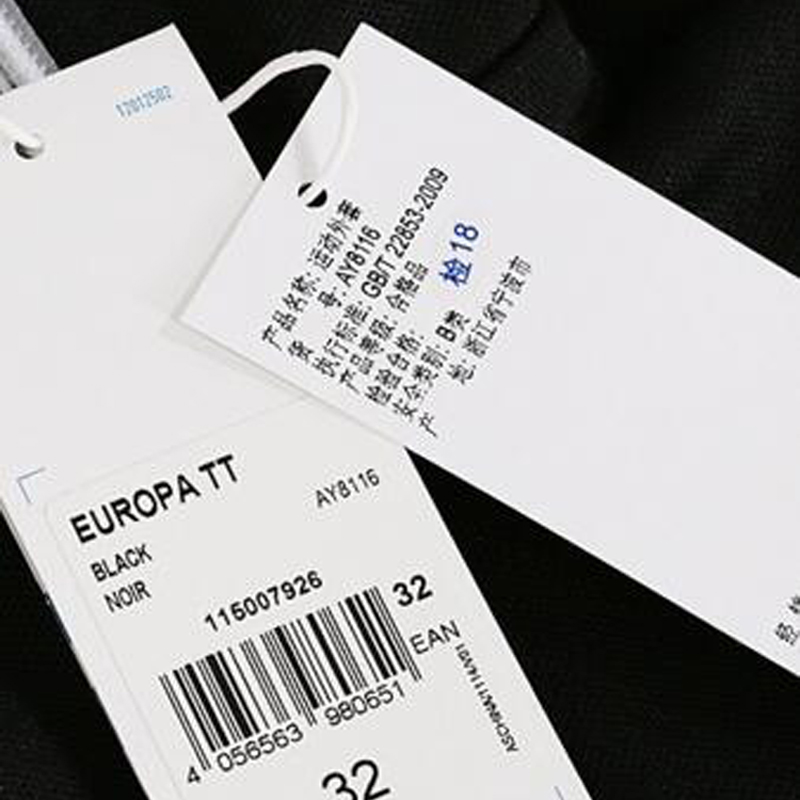 17012502
产品名称: 运动外套
货号: AY8116
执行标准: GB/T 22853-2009
产品等级: 合格品
检验合格: 检18
安全类别: B类
产地: 浙江省宁波市
EUROPA TT
AY8116
BLACK
NOIR
115007926
32
EAN
4 056563 980651
32